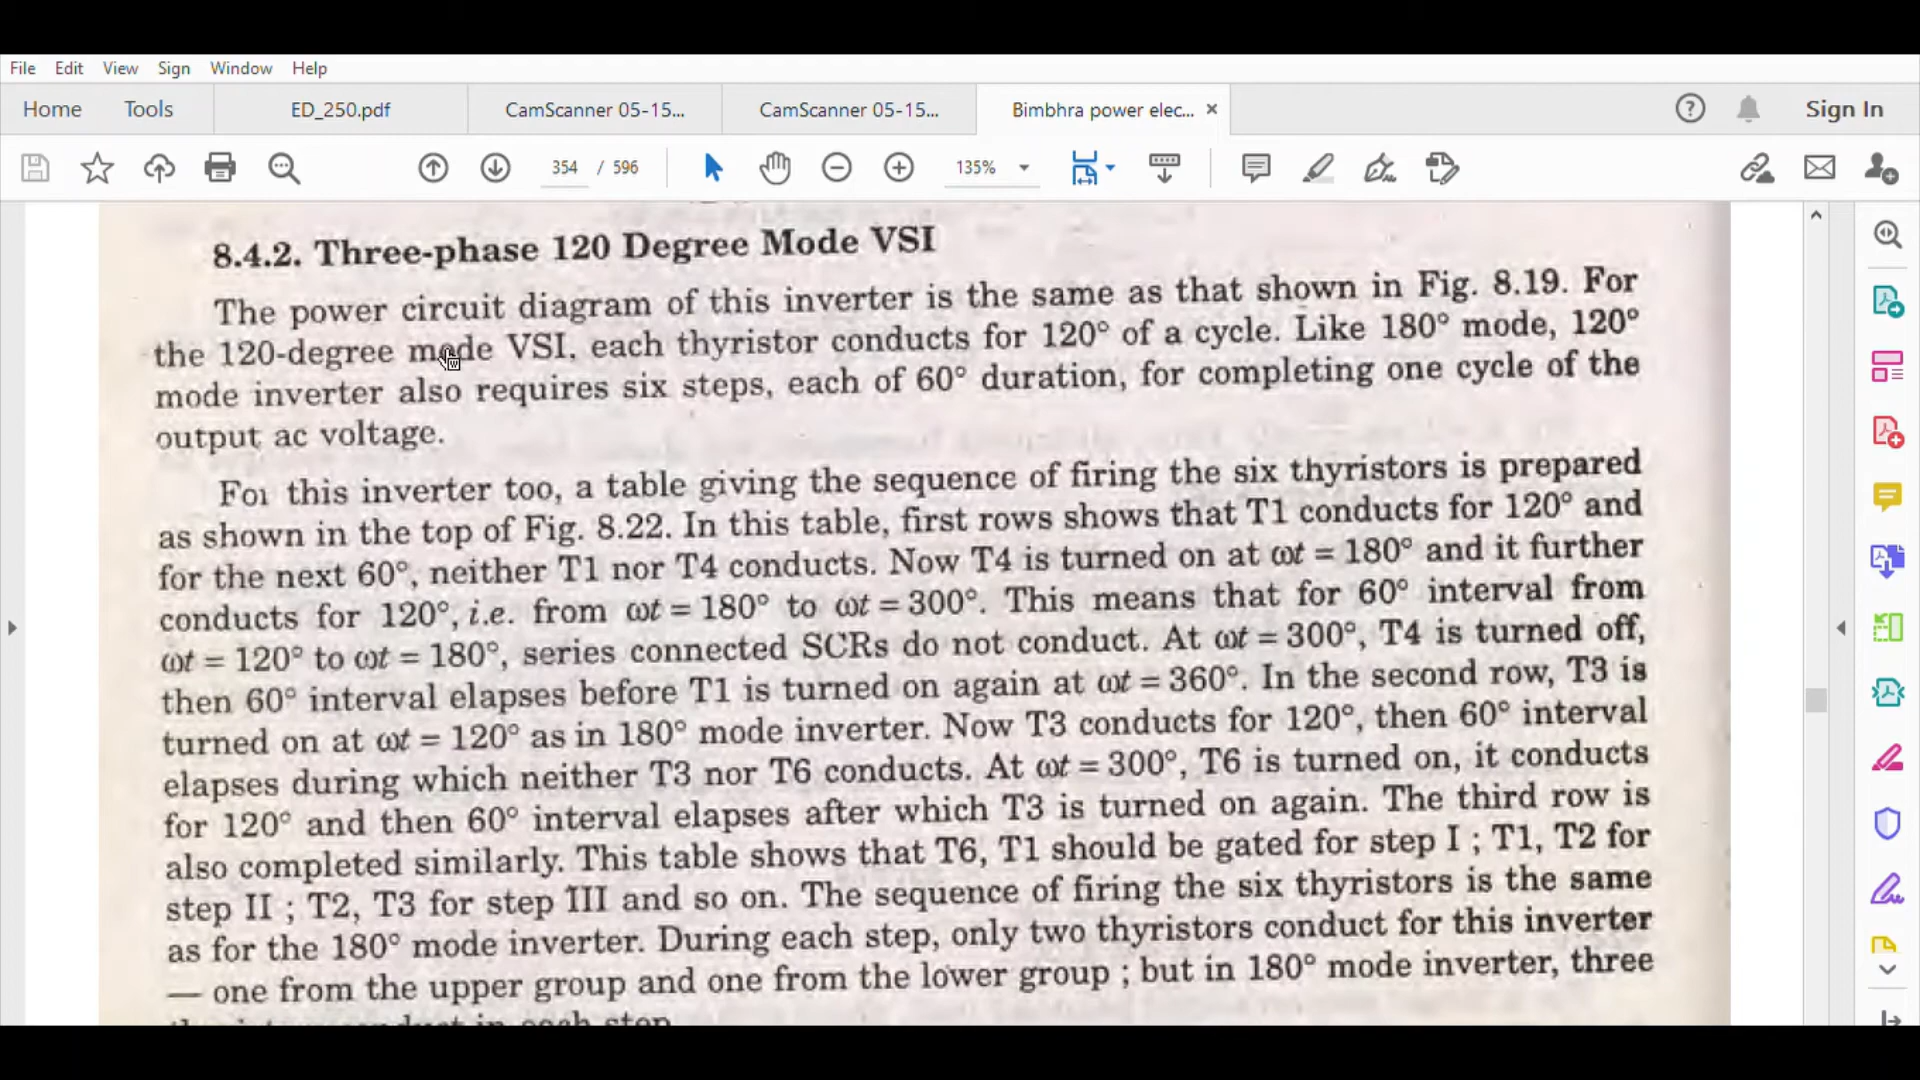 File Edit View Sign Window Help
Home Tools ED_250.pdf CamScanner 05-15... CamScanner 05-15... Bimbhra power elec... × Sign In
354 / 596 135%
8.4.2. Three-phase 120 Degree Mode VSI
The power circuit diagram of this inverter is the same as that shown in Fig. 8.19. For
the 120-degree mode VSI, each thyristor conducts for 120° of a cycle. Like 180° mode, 120°
mode inverter also requires six steps, each of 60° duration, for completing one cycle of the
output ac voltage.
For this inverter too, a table giving the sequence of firing the six thyristors is prepared
as shown in the top of Fig. 8.22. In this table, first rows shows that T1 conducts for 120° and
for the next 60°, neither T1 nor T4 conducts. Now T4 is turned on at ωt = 180° and it further
conducts for 120°, i.e. from ωt = 180° to ωt = 300°. This means that for 60° interval from
ωt = 120° to ωt = 180°, series connected SCRs do not conduct. At ωt = 300°, T4 is turned off,
then 60° interval elapses before T1 is turned on again at ωt = 360°. In the second row, T3 is
turned on at ωt = 120° as in 180° mode inverter. Now T3 conducts for 120°, then 60° interval
elapses during which neither T3 nor T6 conducts. At ωt = 300°, T6 is turned on, it conducts
for 120° and then 60° interval elapses after which T3 is turned on again. The third row is
also completed similarly. This table shows that T6, T1 should be gated for step I ; T1, T2 for
step II ; T2, T3 for step III and so on. The sequence of firing the six thyristors is the same
as for the 180° mode inverter. During each step, only two thyristors conduct for this inverter
— one from the upper group and one from the lower group ; but in 180° mode inverter, three